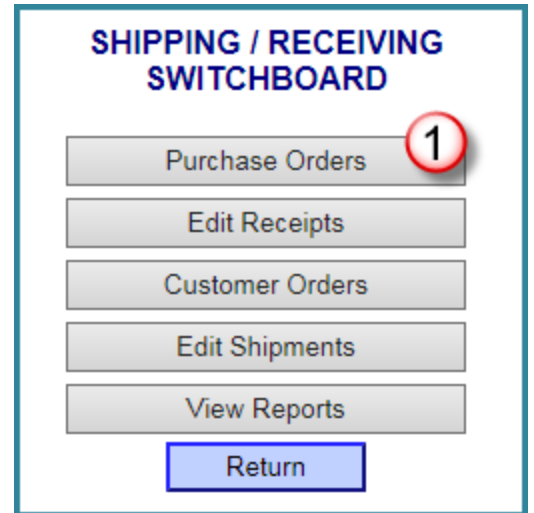 SHIPPING / RECEIVING
SWITCHBOARD
Purchase Orders
1
Edit Receipts
Customer Orders
Edit Shipments
View Reports
Return